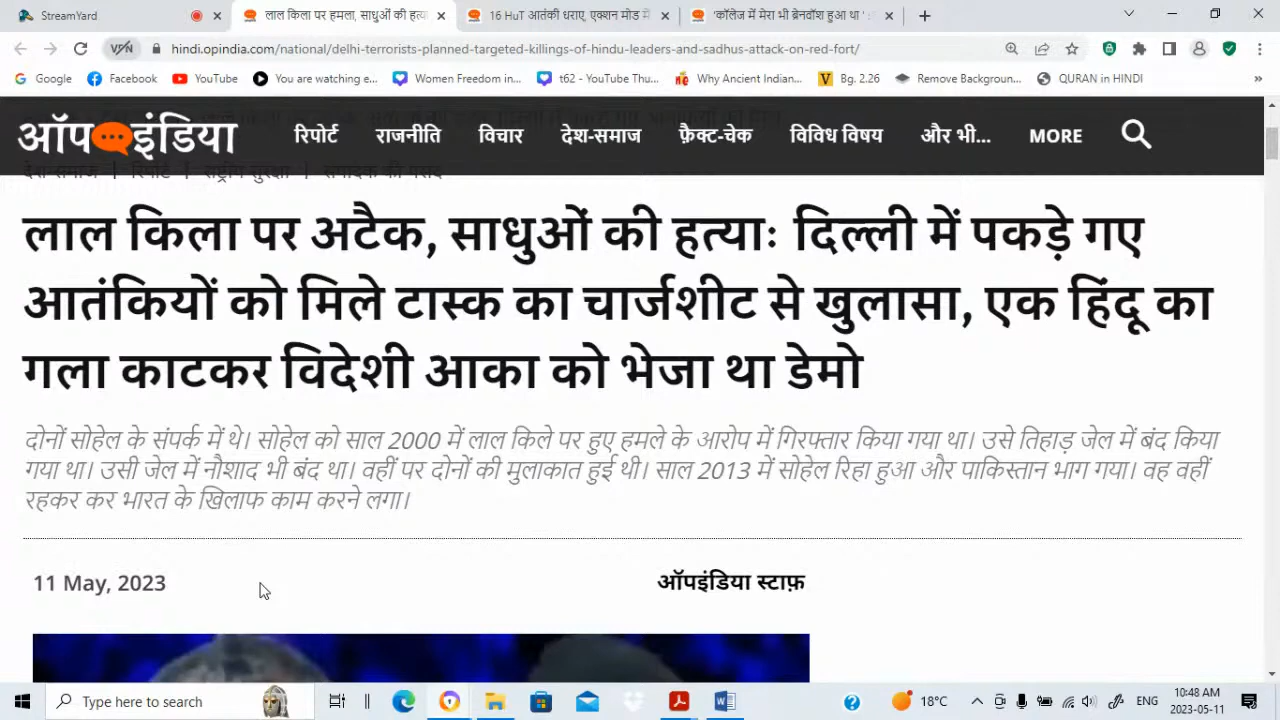 StreamYard
लाल किला पर हमला, साधुओं की हत्य
16 HuT आतंकी धराए, एक्शन मोड में
'कॉलेज में मेरा भी ब्रेनवॉश हुआ था'
VPN
hindi.opindia.com/national/delhi-terrorists-planned-targeted-killings-of-hindu-leaders-and-sadhus-attack-on-red-fort/
Google Facebook YouTube You are watching e... Women Freedom in... t62 - YouTube Thu... Why Ancient Indian... Bg. 2.26 Remove Backgroun... QURAN in HINDI »
ऑपइंडिया रिपोर्ट राजनीति विचार देश-समाज फ़ैक्ट-चेक विविध विषय और भी... MORE
देश-समाज | रिपोर्ट | राष्ट्रीय सुरक्षा | संपादक की पसंद
लाल किला पर अटैक, साधुओं की हत्याः दिल्ली में पकड़े गए
आतंकियों को मिले टास्क का चार्जशीट से खुलासा, एक हिंदू का
गला काटकर विदेशी आका को भेजा था डेमो
दोनों सोहेल के संपर्क में थे। सोहेल को साल 2000 में लाल किले पर हुए हमले के आरोप में गिरफ्तार किया गया था। उसे तिहाड़ जेल में बंद किया
गया था। उसी जेल में नौशाद भी बंद था। वहीं पर दोनों की मुलाकात हुई थी। साल 2013 में सोहेल रिहा हुआ और पाकिस्तान भाग गया। वह वहीं
रहकर कर भारत के खिलाफ काम करने लगा।
11 May, 2023 ऑपइंडिया स्टाफ़
Type here to search 18°C ENG 10:48 AM
2023-05-11